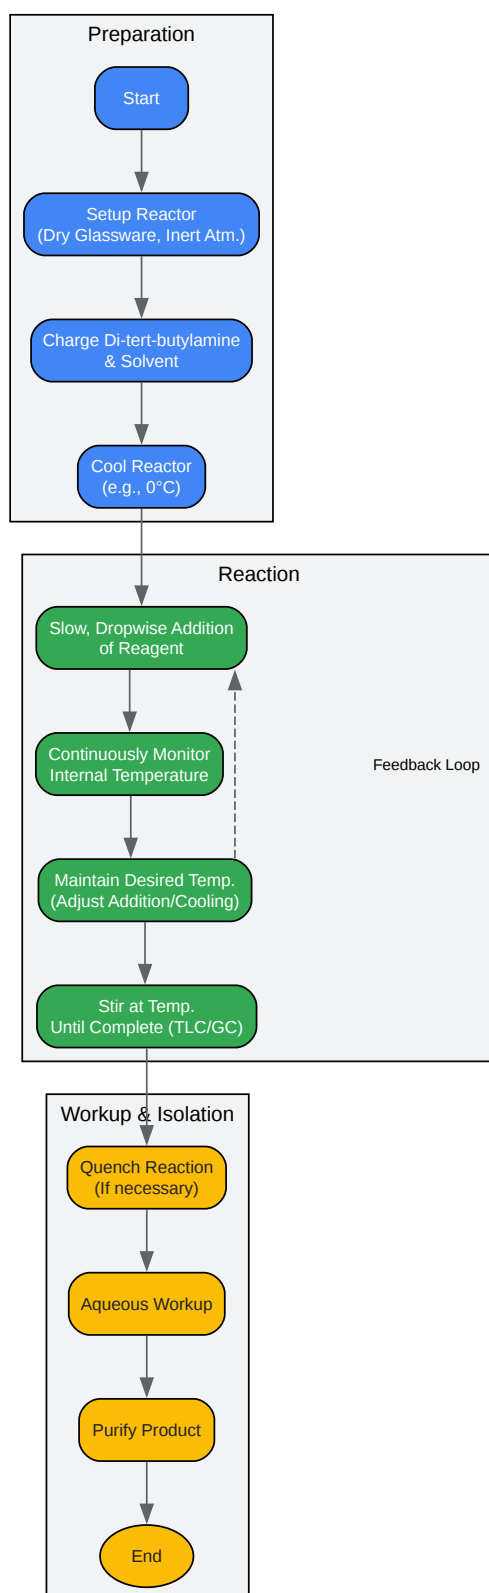 Preparation
Start
Setup Reactor
(Dry Glassware, Inert Atm.)
Charge Di-tert-butylamine
& Solvent
Cool Reactor
(e.g., 0°C)
Reaction
Slow, Dropwise Addition
of Reagent
Continuously Monitor
Internal Temperature
Feedback Loop
Maintain Desired Temp.
(Adjust Addition/Cooling)
Stir at Temp.
Until Complete (TLC/GC)
Workup & Isolation
Quench Reaction
(If necessary)
Aqueous Workup
Purify Product
End